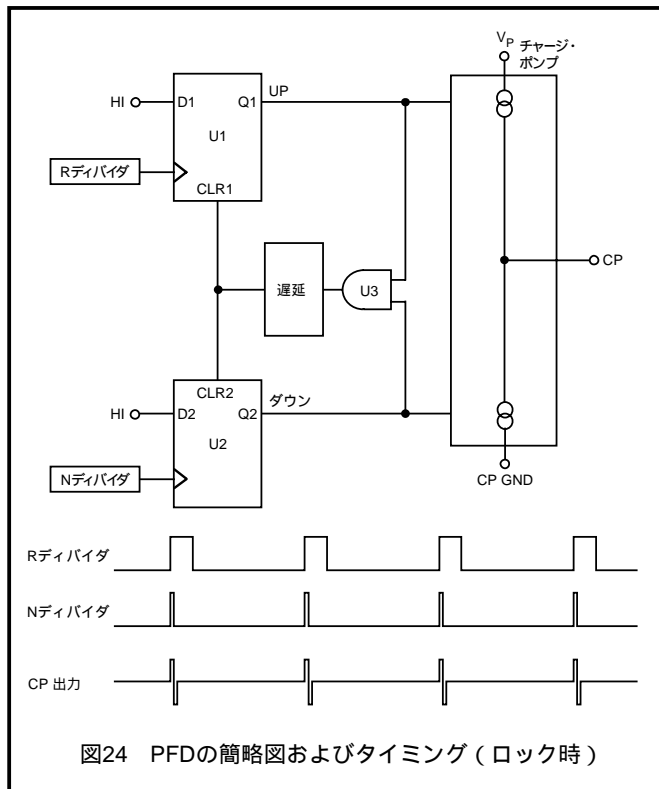 VP チャージ・
ポンプ
HI
D1
Q1
UP
U1
Rディバイダ
CLR1
遅延
U3
CP
CLR2
ダウン
HI
D2
Q2
U2
Nディバイダ
CP GND
Rディバイダ
Nディバイダ
CP 出力
図24 PFDの簡略図およびタイミング（ロック時）